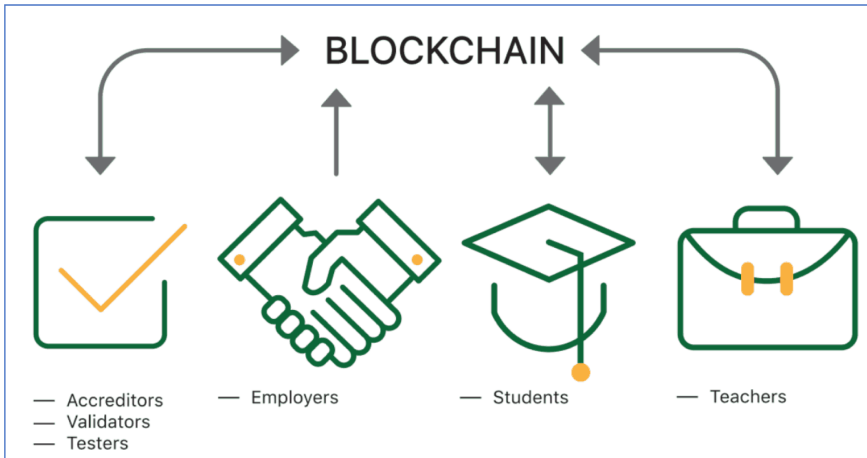 BLOCKCHAIN
— Accreditors
— Validators
— Testers
— Employers
— Students
— Teachers